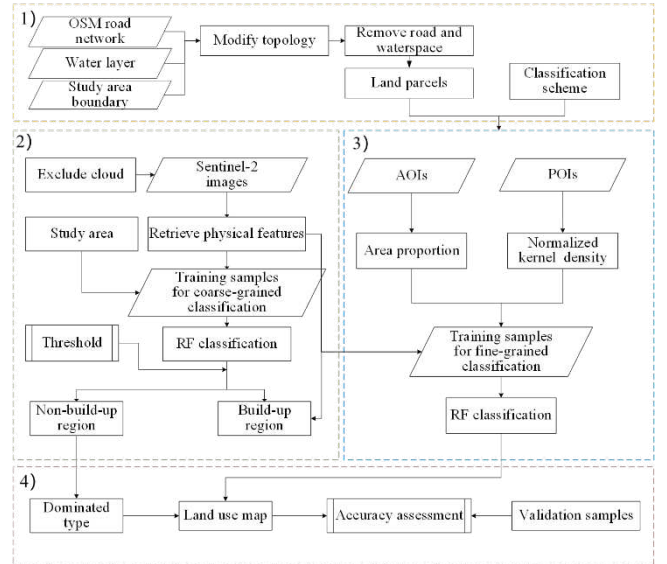 1)
OSM road
network
Water layer
Study area
boundary
Modify topology
Remove road and
waterspace
Land parcels
Classification
scheme
2)
Exclude cloud
Sentinel-2
images
Study area
Retrieve physical features
Training samples
for coarse-grained
classification
Threshold
RF classification
Non-build-up
region
Build-up
region
3)
AOIs
POIs
Area proportion
Normalized
kernel density
Training samples
for fine-grained
classification
RF classification
4)
Dominated
type
Land use map
Accuracy assessment
Validation samples